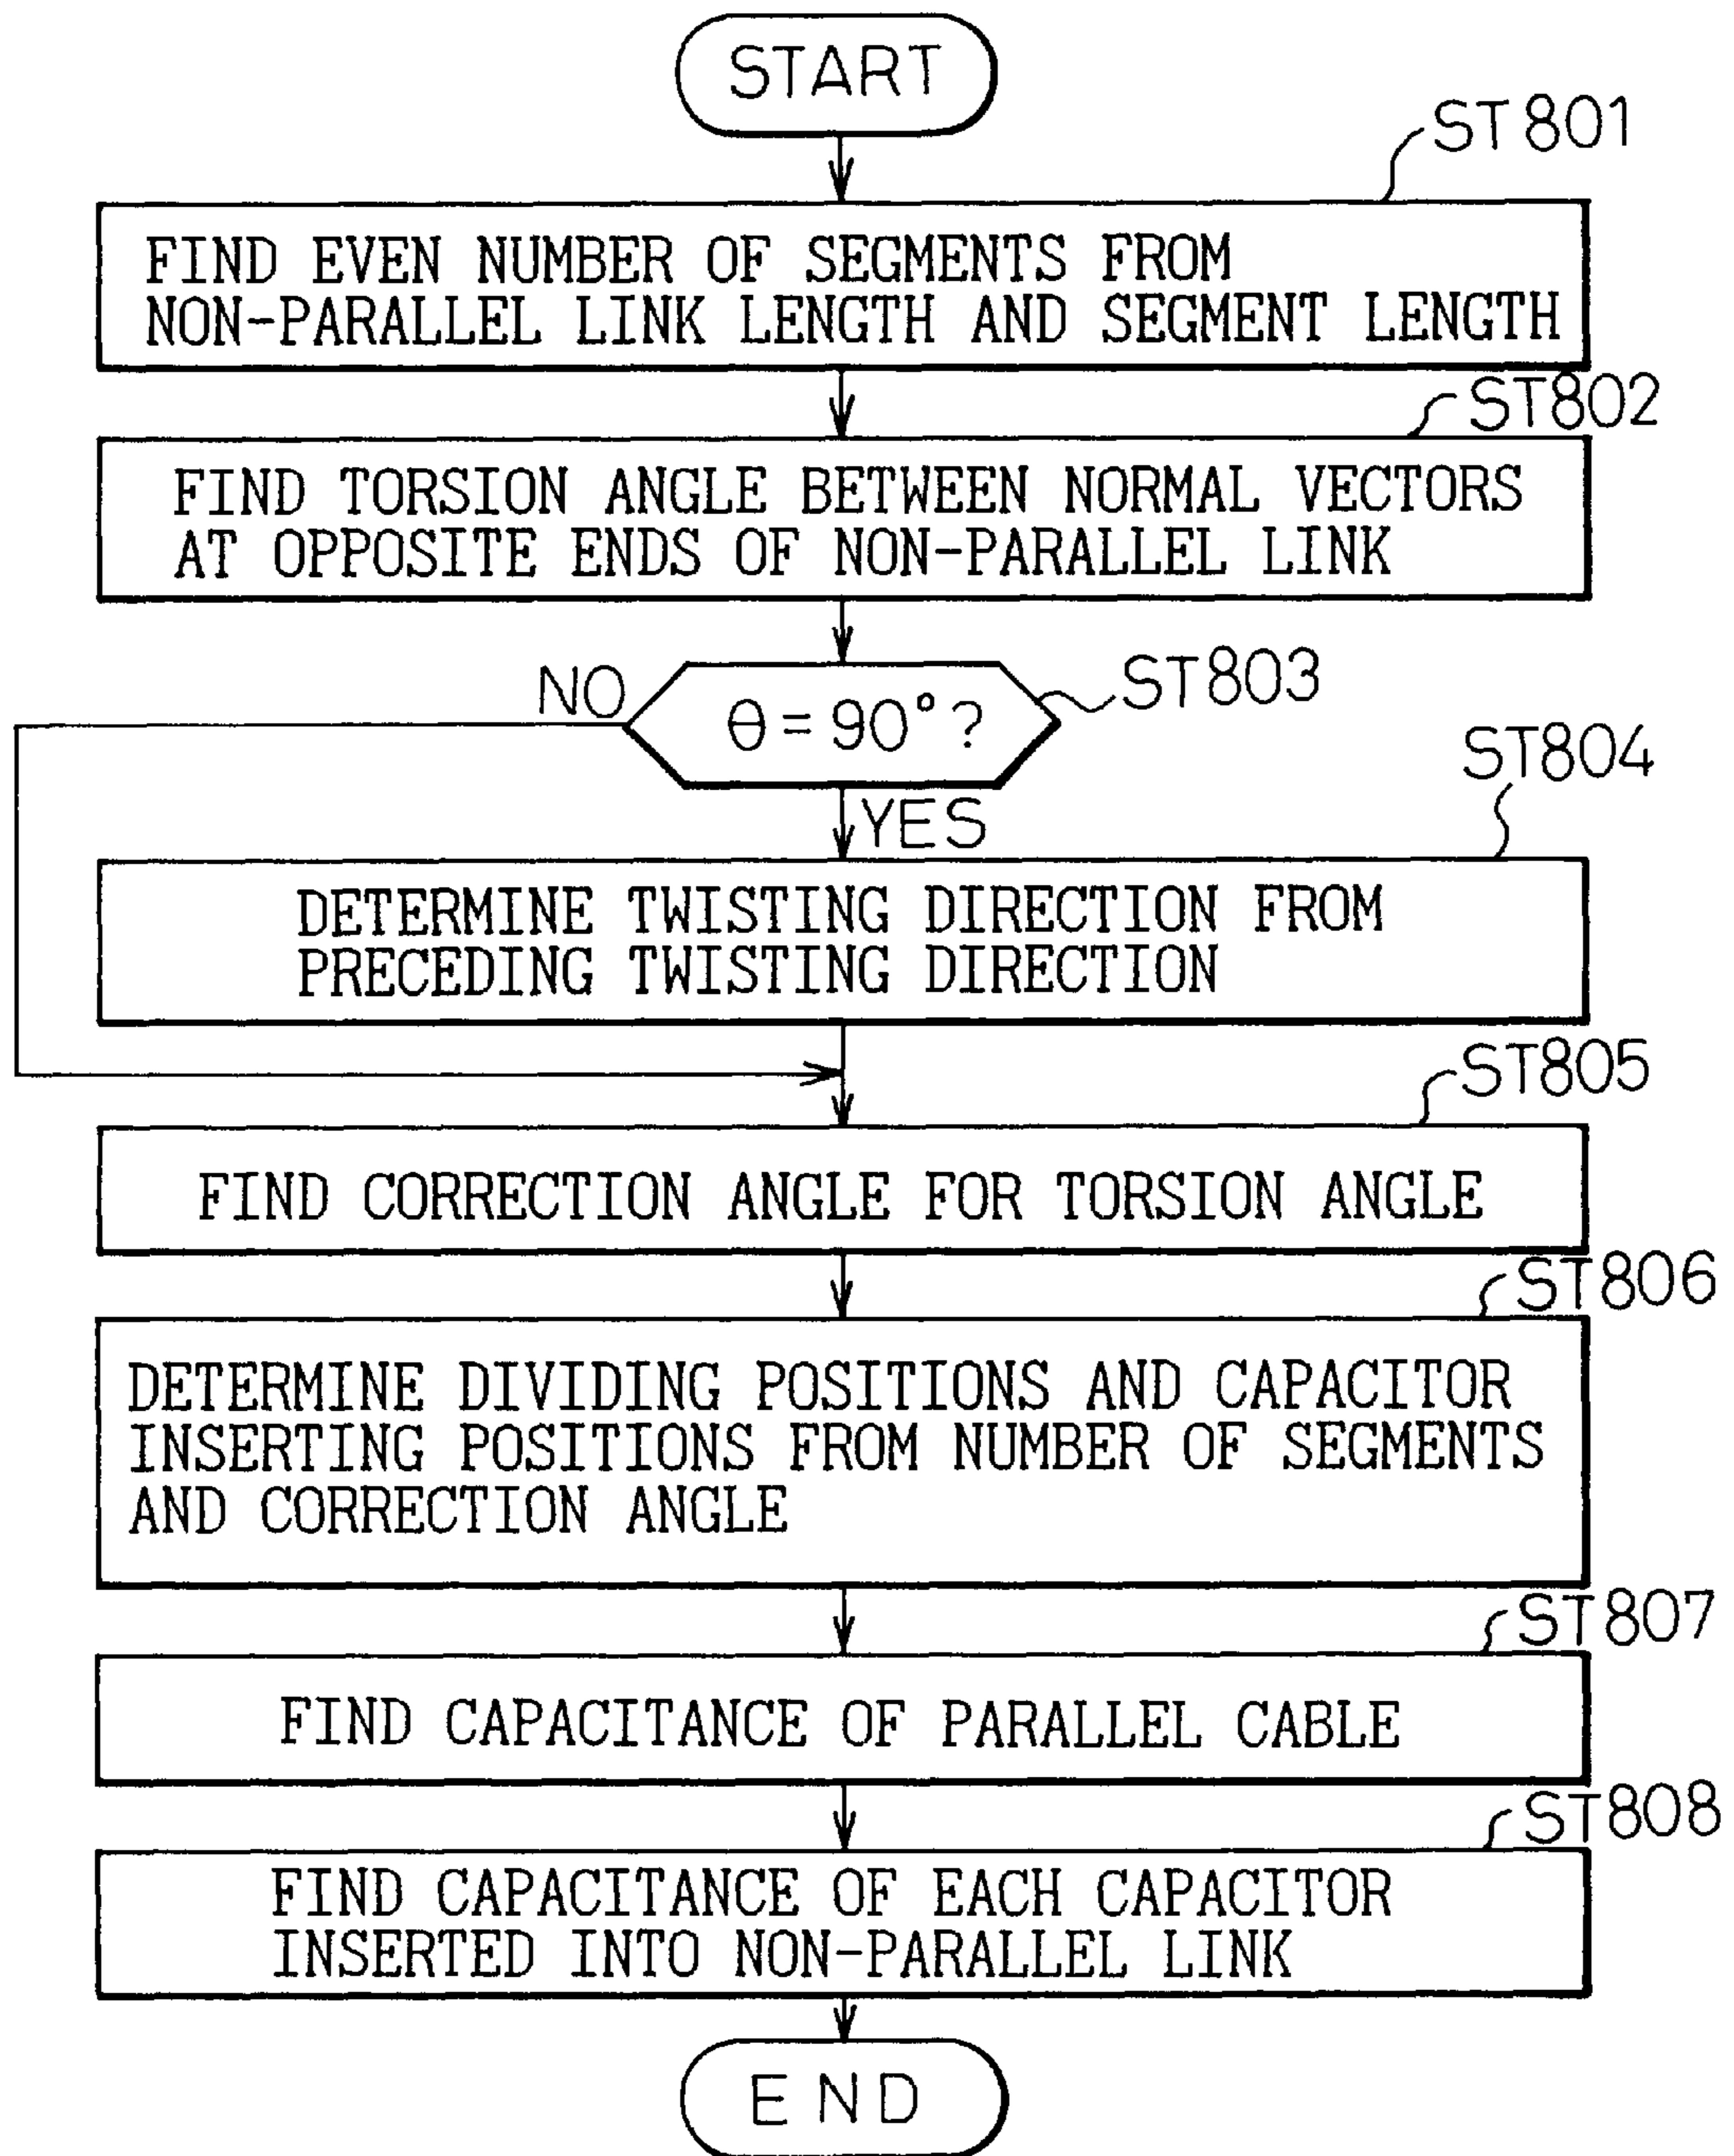 START
ST801
FIND EVEN NUMBER OF SEGMENTS FROM
NON-PARALLEL LINK LENGTH AND SEGMENT LENGTH
ST802
FIND TORSION ANGLE BETWEEN NORMAL VECTORS
AT OPPOSITE ENDS OF NON-PARALLEL LINK
NO
ST803
θ = 90°?
ST804
YES
DETERMINE TWISTING DIRECTION FROM
PRECEDING TWISTING DIRECTION
ST805
FIND CORRECTION ANGLE FOR TORSION ANGLE
ST806
DETERMINE DIVIDING POSITIONS AND CAPACITOR
INSERTING POSITIONS FROM NUMBER OF SEGMENTS
AND CORRECTION ANGLE
ST807
FIND CAPACITANCE OF PARALLEL CABLE
ST808
FIND CAPACITANCE OF EACH CAPACITOR
INSERTED INTO NON-PARALLEL LINK
END